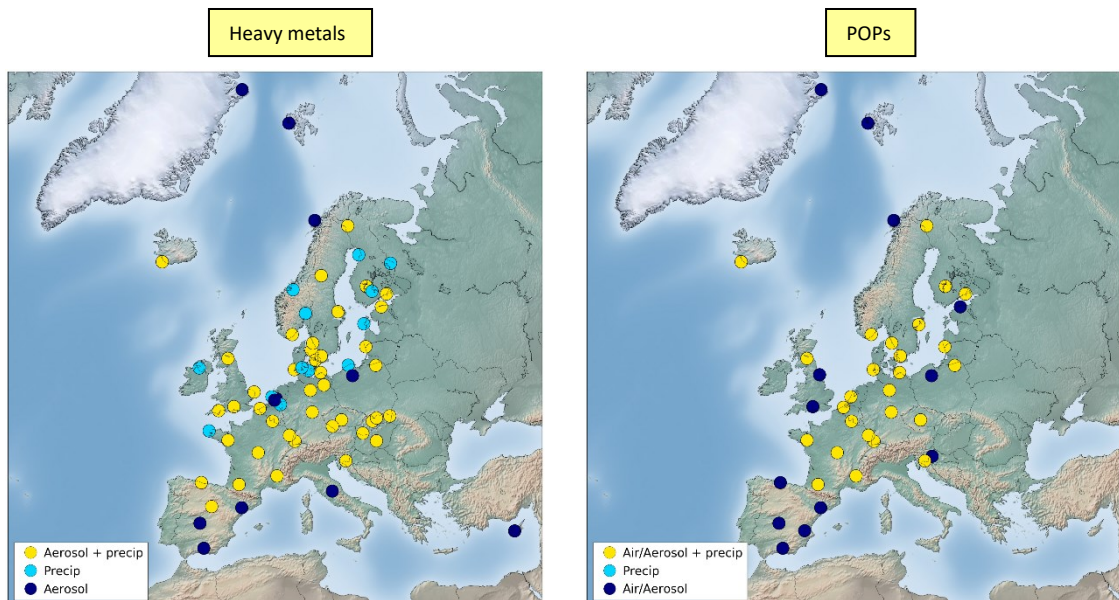 Heavy metals
POPs
Aerosol + precip
Precip
Aerosol
Air/Aerosol + precip
Precip
Air/Aerosol